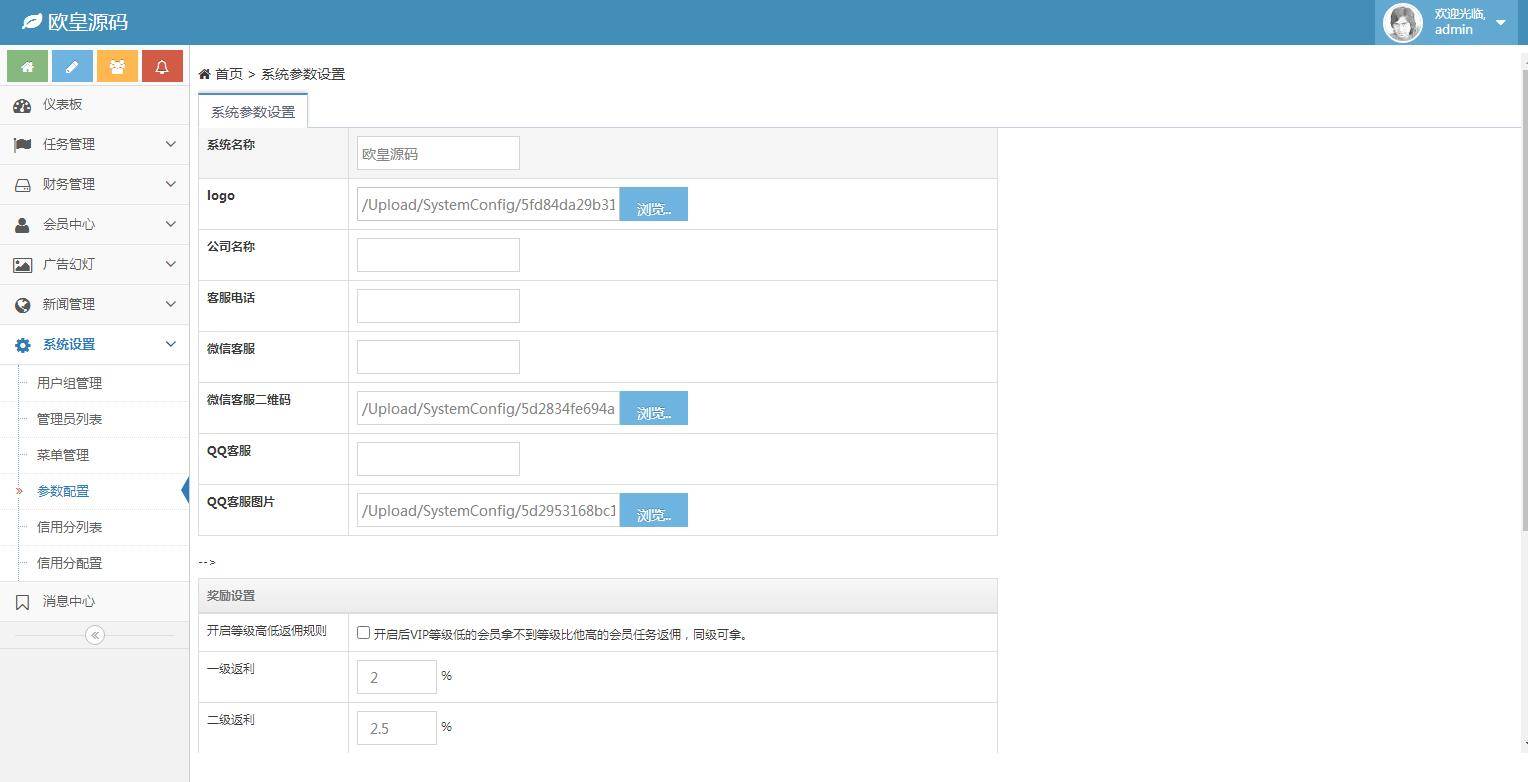 欧皇源码
欢迎光临,
admin
首页 > 系统参数设置
系统参数设置
仪表板
任务管理
财务管理
会员中心
广告幻灯
新闻管理
系统设置
用户组管理
管理员列表
菜单管理
参数配置
信用分列表
信用分配置
消息中心
系统名称 欧皇源码
logo /Upload/SystemConfig/5fd84da29b31 浏览..
公司名称
客服电话
微信客服
微信客服二维码 /Upload/SystemConfig/5d2834fe694a 浏览..
QQ客服
QQ客服图片 /Upload/SystemConfig/5d2953168bc1 浏览..
-->
奖励设置
开启等级高低返佣规则 开启后VIP等级低的会员拿不到等级比他高的会员任务返佣，同级可拿。
一级返利 2 %
二级返利 2.5 %